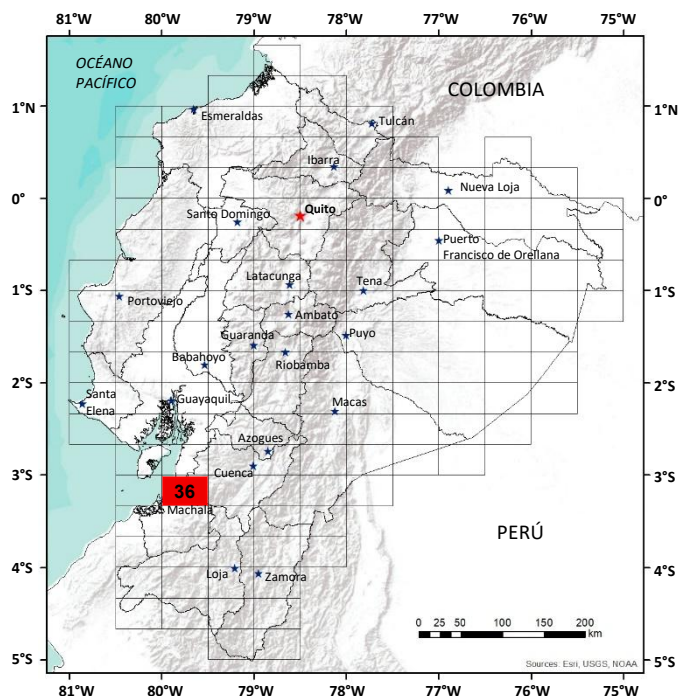 81°W 80°W 79°W 78°W 77°W 76°W 75°W
OCÉANO
PACÍFICO
COLOMBIA
1°N 1°N
Esmeraldas
Tulcán
Ibarra
Nueva Loja
0° 0°
Santo Domingo
Quito
Puerto
Francisco de Orellana
Latacunga
Tena
1°S 1°S
Portoviejo
Ambato
Guaranda
Puyo
Babahoyo
Riobamba
2°S 2°S
Santa
Elena
Guayaquil
Macas
Azogues
Cuenca
3°S 3°S
36
Machala
PERÚ
4°S 4°S
Loja
Zamora
0 25 50 100 150 200
km
Sources: Esri, USGS, NOAA
5°S 5°S
81°W 80°W 79°W 78°W 77°W 76°W 75°W